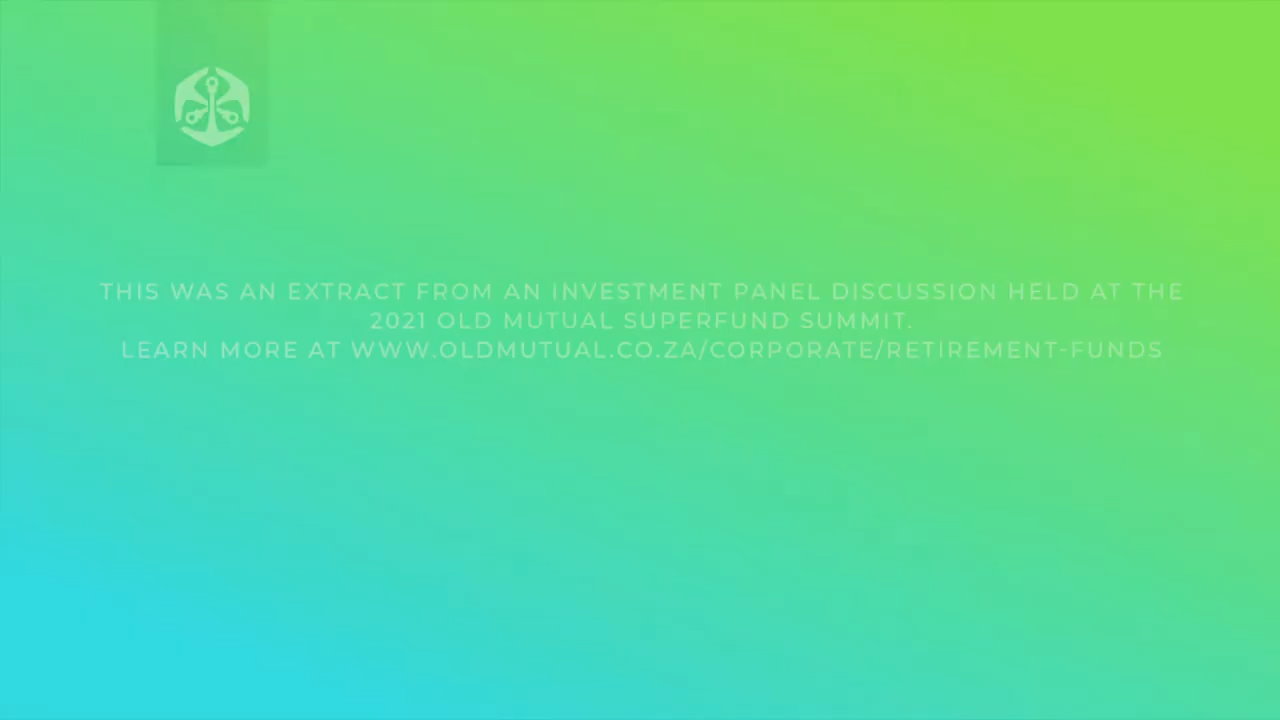 THIS WAS AN EXTRACT FROM AN INVESTMENT PANEL DISCUSSION HELD AT THE
2021 OLD MUTUAL SUPERFUND SUMMIT.
LEARN MORE AT WWW.OLDMUTUAL.CO.ZA/CORPORATE/RETIREMENT-FUNDS